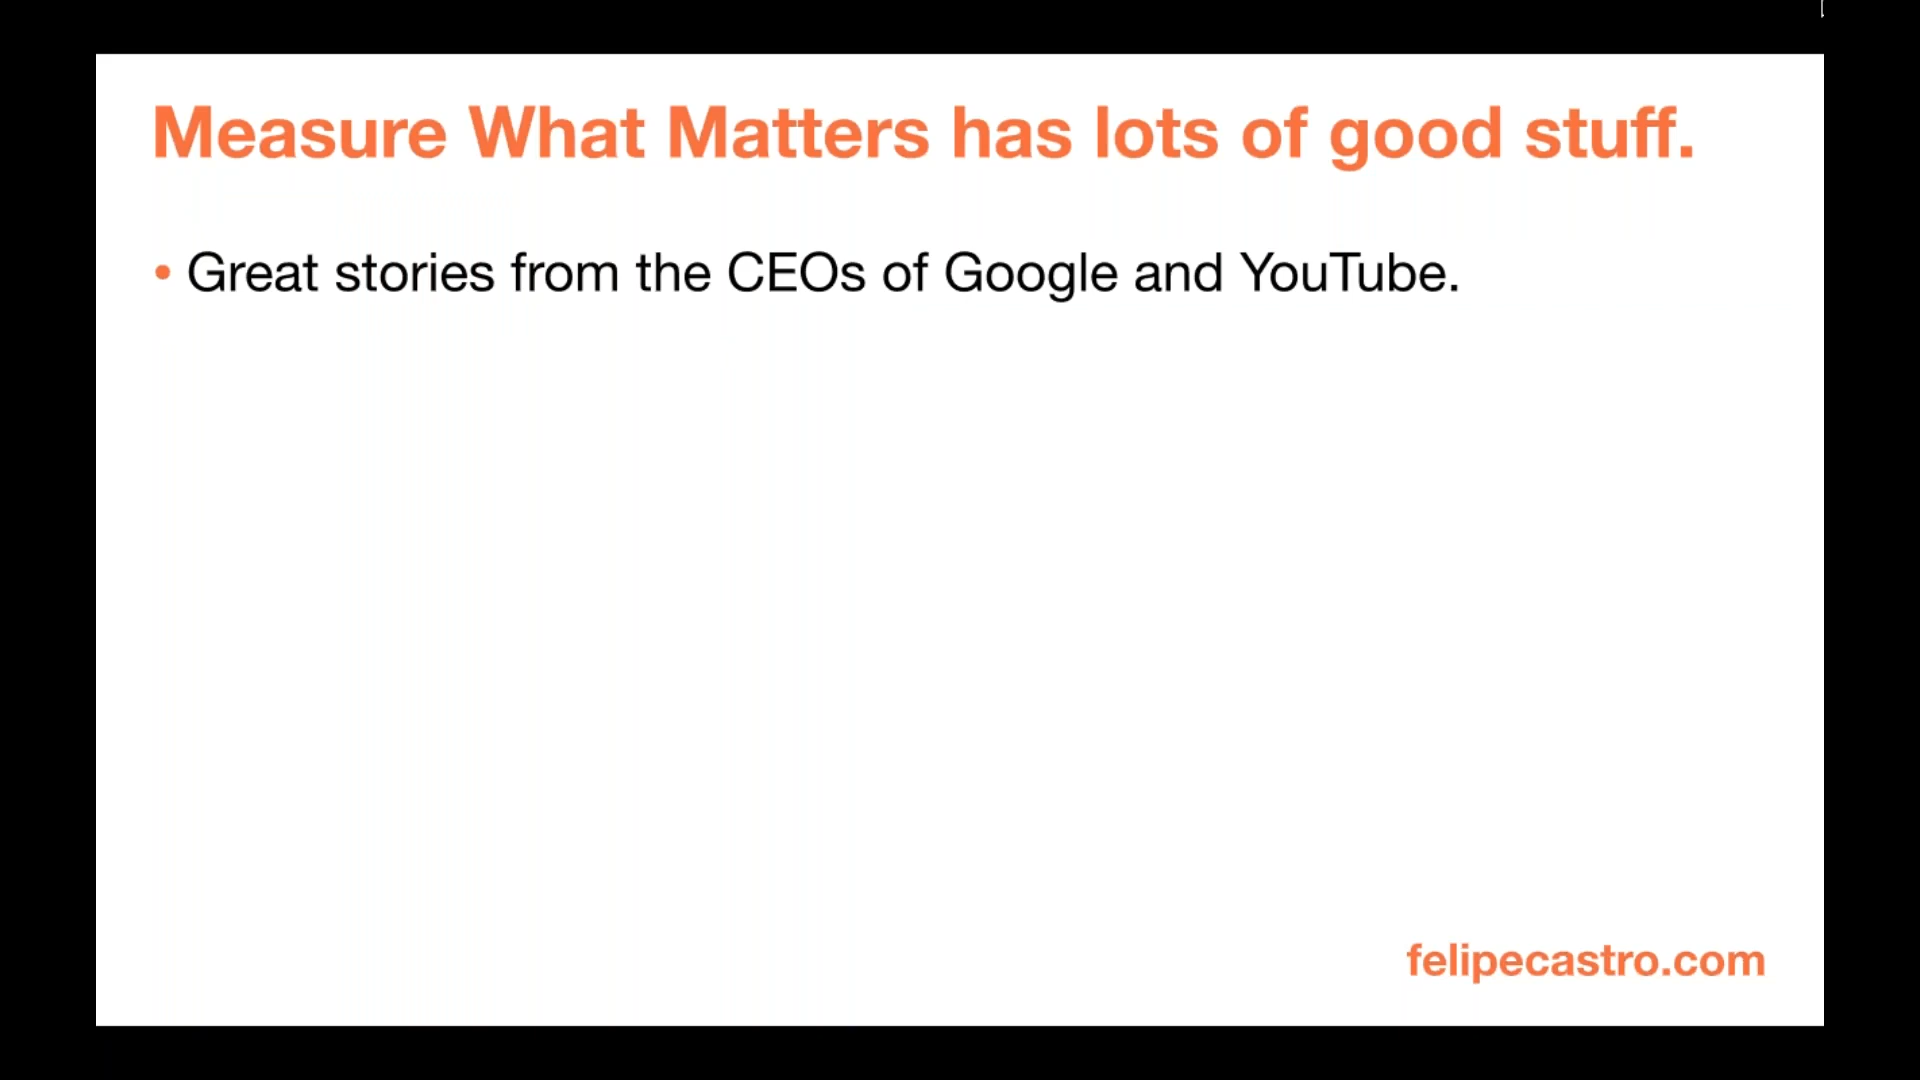 Measure What Matters has lots of good stuff.
• Great stories from the CEOs of Google and YouTube.
felipecastro.com